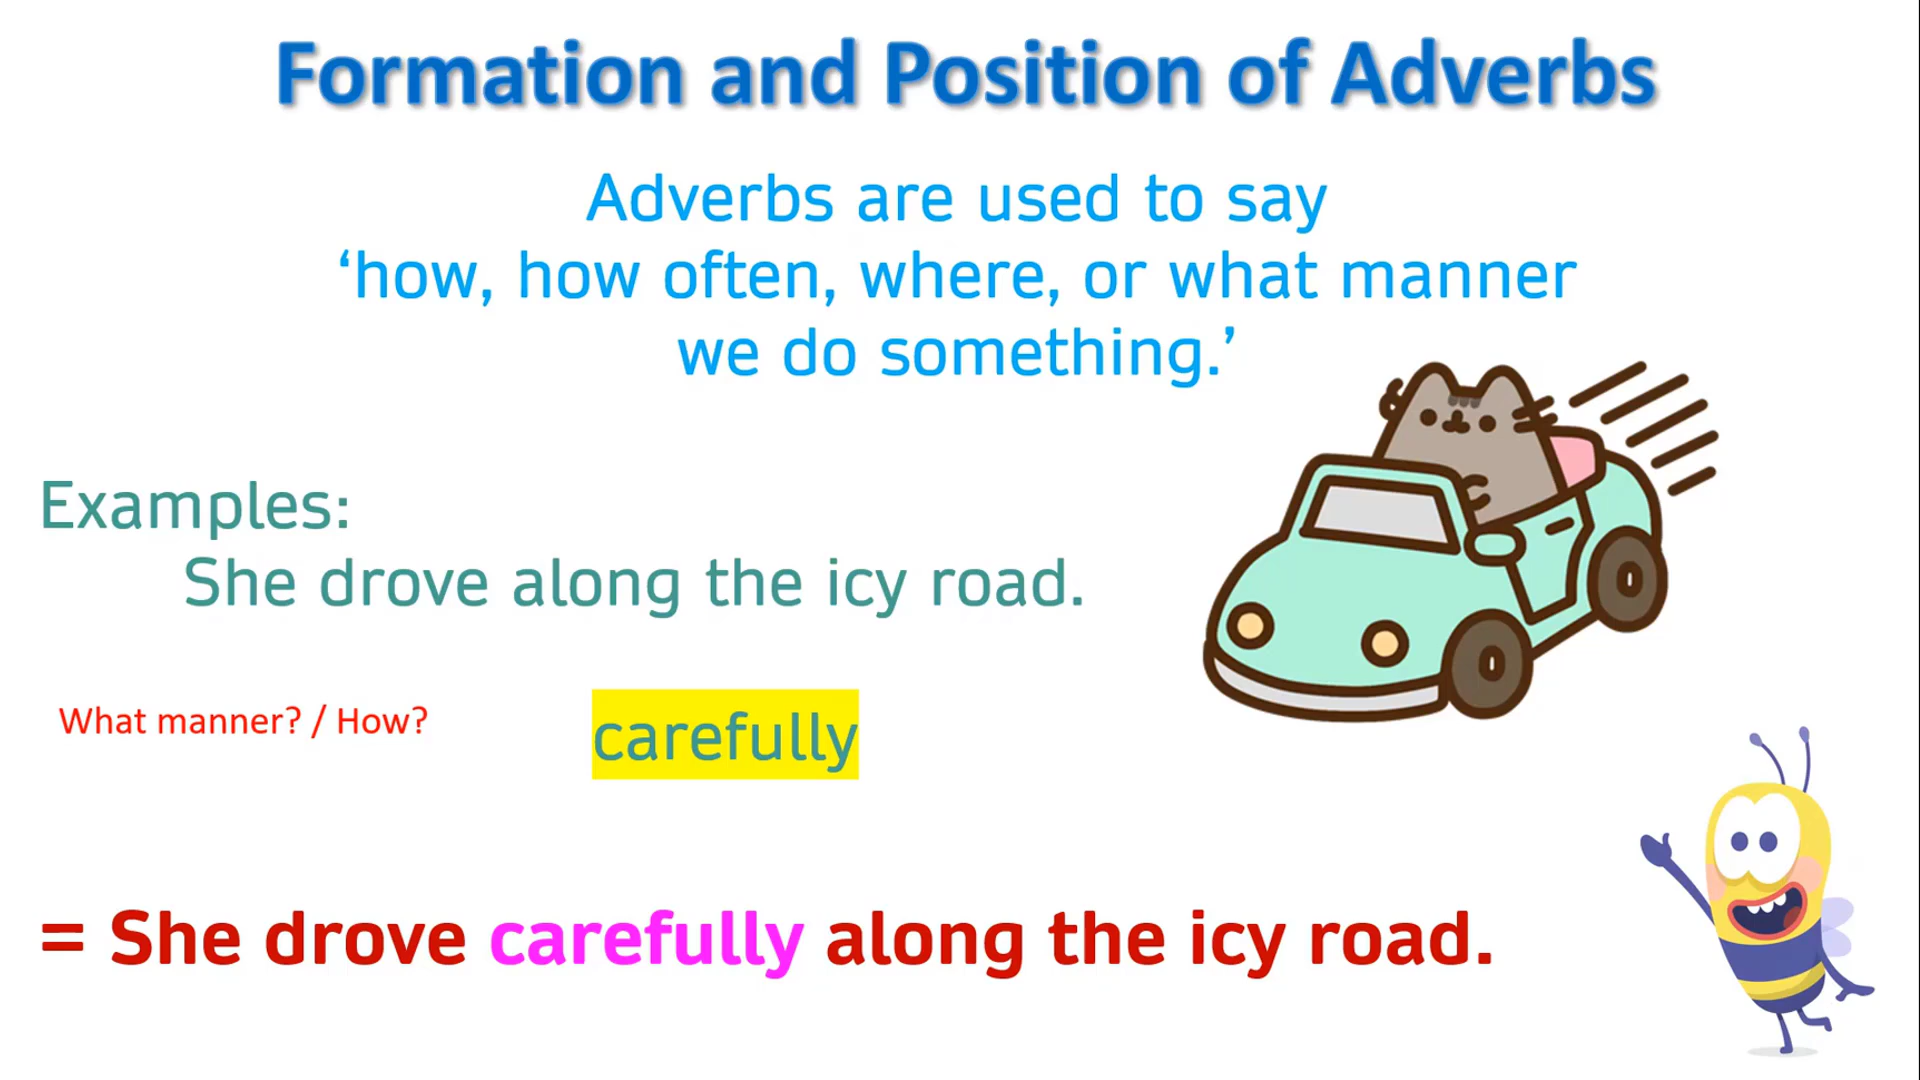 Formation and Position of Adverbs
Adverbs are used to say
‘how, how often, where, or what manner
we do something.’
Examples:
She drove along the icy road.
What manner? / How?
carefully
= She drove carefully along the icy road.